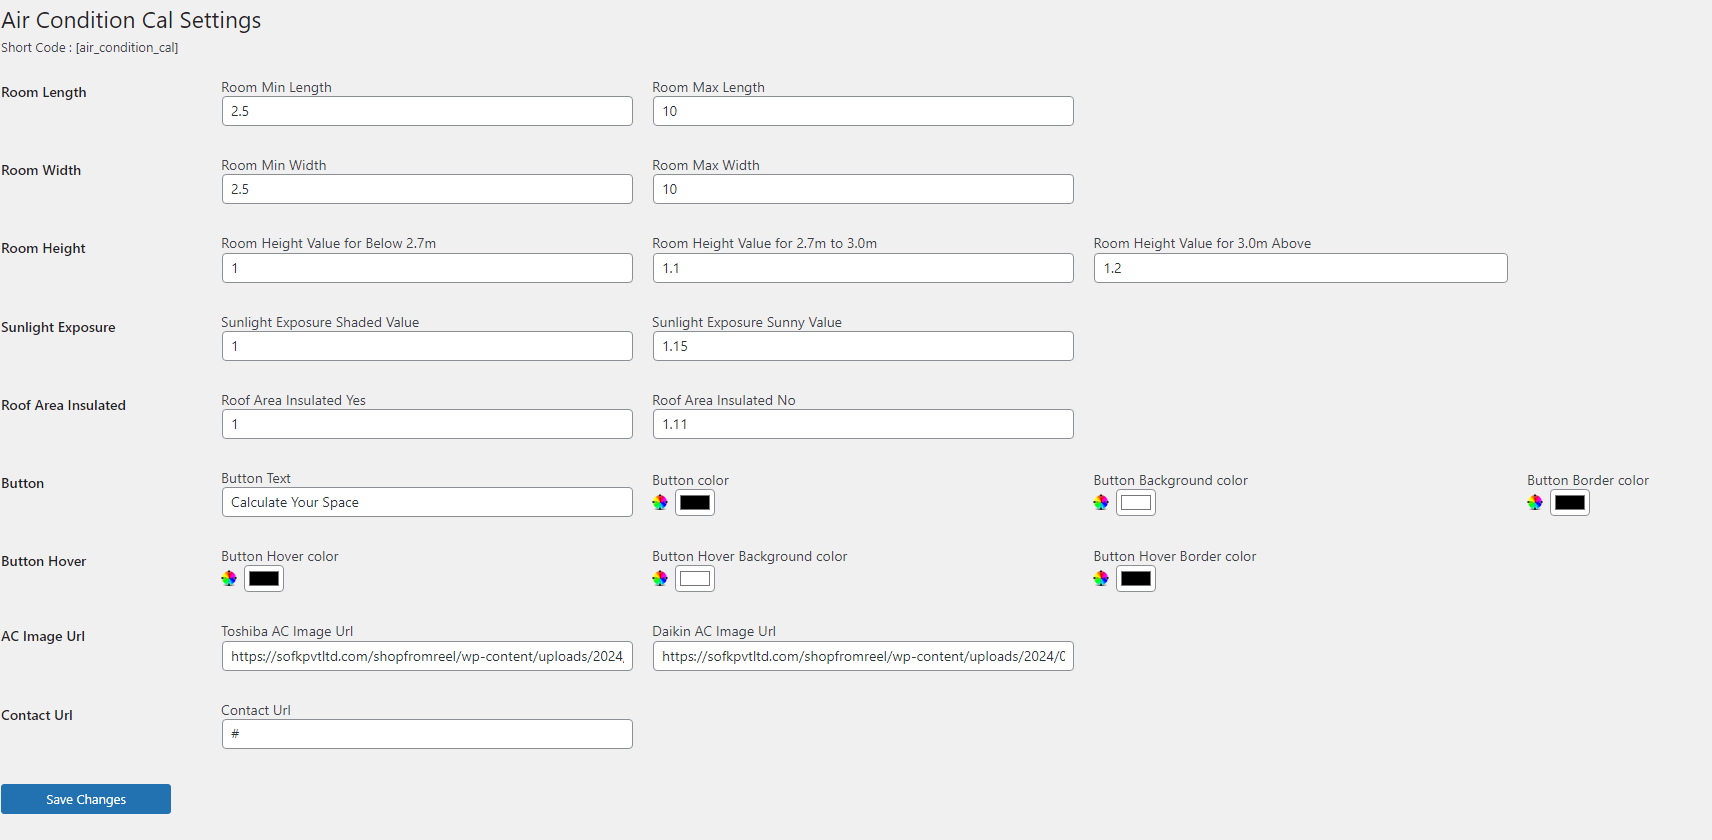 Air Condition Cal Settings
Short Code : [air_condition_cal]
Room Length
Room Min Length
Room Max Length
2.5
10
Room Width
Room Min Width
Room Max Width
2.5
10
Room Height
Room Height Value for Below 2.7m
Room Height Value for 2.7m to 3.0m
Room Height Value for 3.0m Above
1
1.1
1.2
Sunlight Exposure
Sunlight Exposure Shaded Value
Sunlight Exposure Sunny Value
1
1.15
Roof Area Insulated
Roof Area Insulated Yes
Roof Area Insulated No
1
1.11
Button
Button Text
Button color
Button Background color
Button Border color
Calculate Your Space
Button Hover
Button Hover color
Button Hover Background color
Button Hover Border color
AC Image Url
Toshiba AC Image Url
Daikin AC Image Url
https://sofkpvtltd.com/shopfromreel/wp-content/uploads/2024,
https://sofkpvtltd.com/shopfromreel/wp-content/uploads/2024/0
Contact Url
Contact Url
#
Save Changes